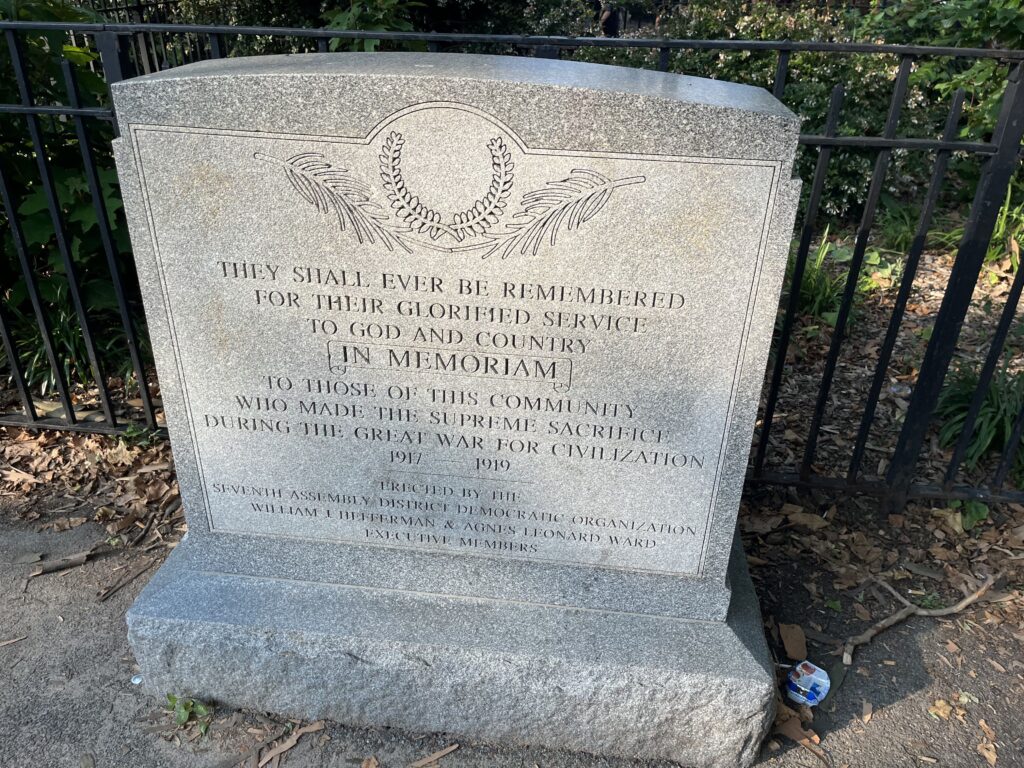 THEY SHALL EVER BE REMEMBERED
FOR THEIR GLORIFIED SERVICE
TO GOD AND COUNTRY
IN MEMORIAM
TO THOSE OF THIS COMMUNITY
WHO MADE THE SUPREME SACRIFICE
DURING THE GREAT WAR FOR CIVILIZATION
1917 — 1919
ERECTED BY THE
SEVENTH ASSEMBLY DISTRICT DEMOCRATIC ORGANIZATION
WILLIAM J. HEFFERMAN & AGNES LEONARD WARD
EXECUTIVE MEMBERS